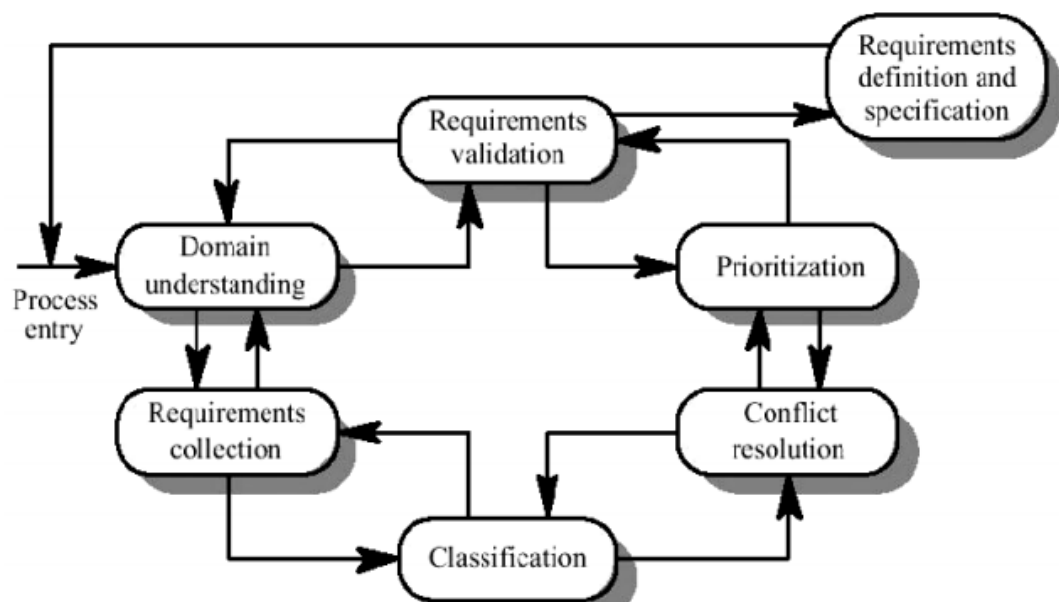 Requirements
definition and
specification
Requirements
validation
Domain
understanding
Prioritization
Process
entry
Requirements
collection
Conflict
resolution
Classification